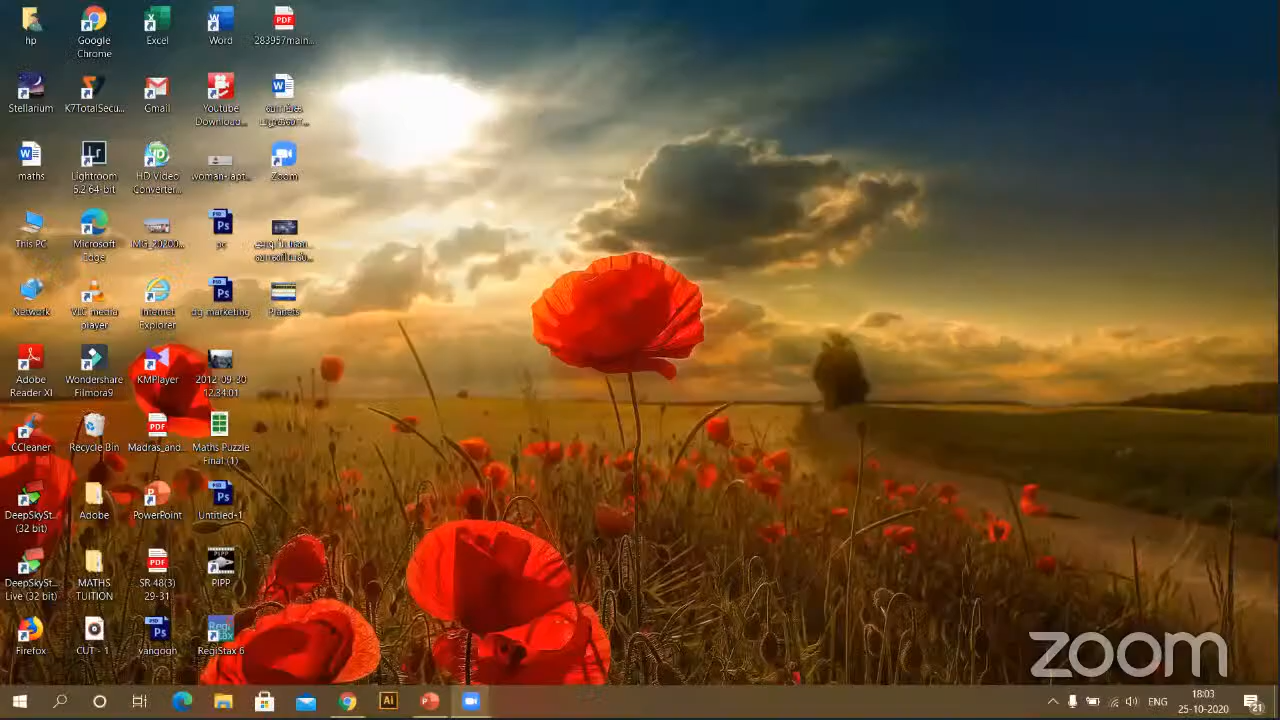 hp
Google
Chrome
Excel
Word
283957main...
Stellarium
K7TotalSecu...
Gmail
Youtube
Download...
maths
Lightroom
5.2 64-bit
HD Video
Converter...
woman-lapt...
Zoom
This PC
Microsoft
Edge
IMG_20200...
pc
Network
VLC media
player
Internet
Explorer
dg marketing
Planets
Adobe
Reader XI
Wondershare
Filmora9
KMPlayer
2012-09-30
12.34.01
CCleaner
Recycle Bin
Madras_and...
Maths Puzzle
Final (1)
DeepSkySt...
(32 bit)
Adobe
PowerPoint
Untitled-1
DeepSkySt...
Live (32 bit)
MATHS
TUITION
SR-48(3)
29-31
PIPP
Firefox
CUT - 1
vangogh
RegiStax 6
zoom
ENG
18:03
25-10-2020
21